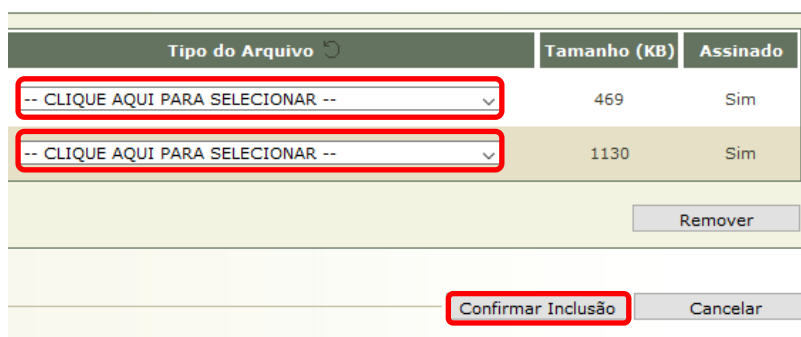 Tipo do Arquivo Tamanho (KB) Assinado
-- CLIQUE AQUI PARA SELECIONAR -- 469 Sim
-- CLIQUE AQUI PARA SELECIONAR -- 1130 Sim
Remover
Confirmar Inclusão Cancelar